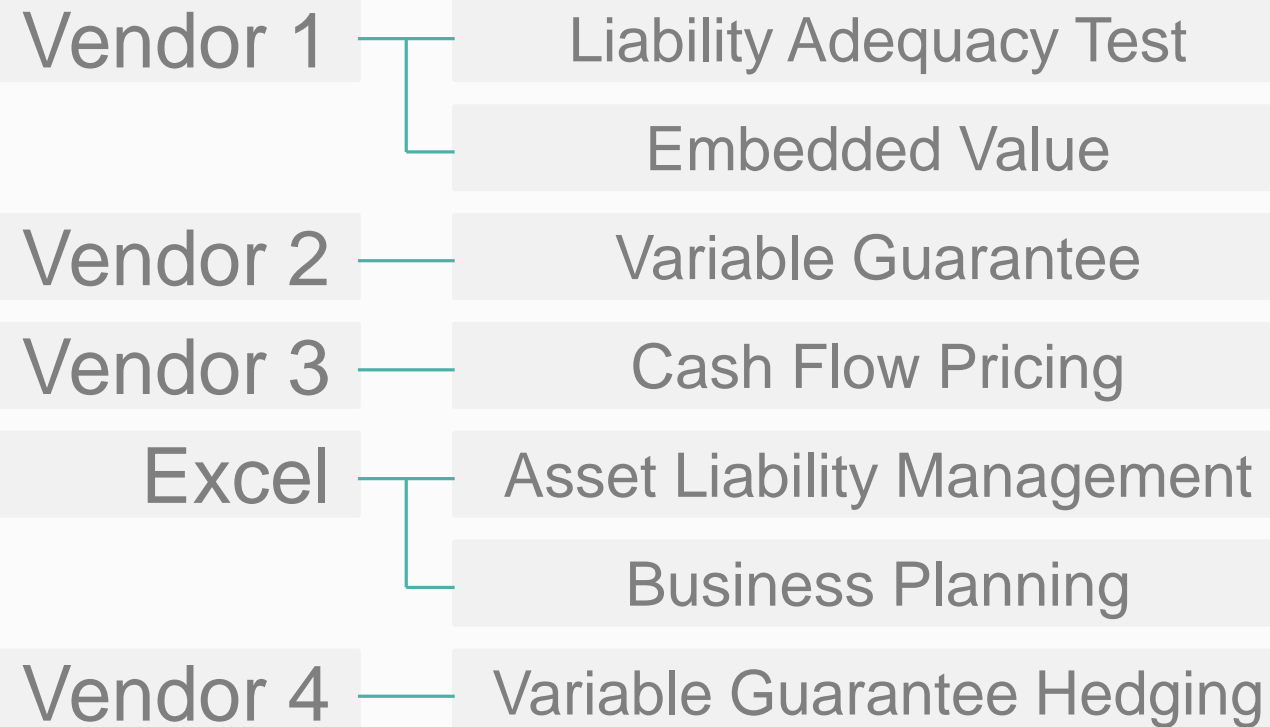 Vendor 1
Liability Adequacy Test
Embedded Value
Vendor 2
Variable Guarantee
Vendor 3
Cash Flow Pricing
Excel
Asset Liability Management
Business Planning
Vendor 4
Variable Guarantee Hedging